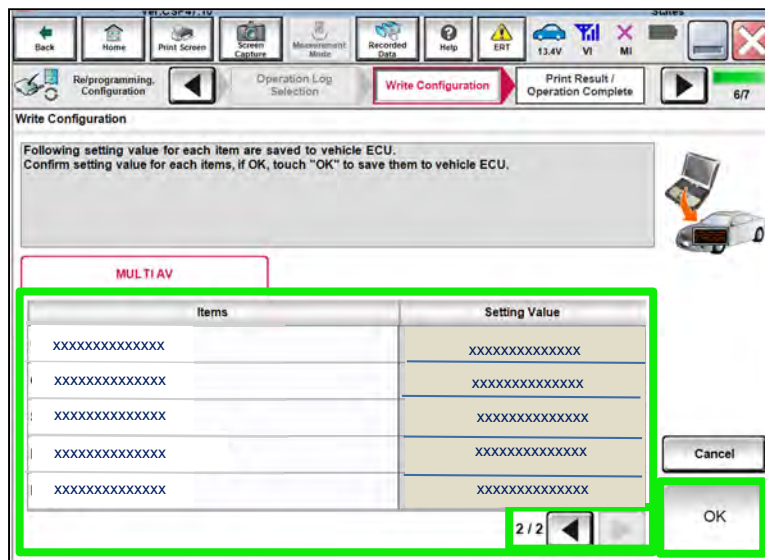 Back
Home
Print Screen
Screen Capture
Measurement Mode
Recorded Data
Help
ERT
13.4V
VI
MI
Re/programming, Configuration
Operation Log Selection
Write Configuration
Print Result / Operation Complete
6/7
Write Configuration
Following setting value for each item are saved to vehicle ECU.
Confirm setting value for each items, if OK, touch "OK" to save them to vehicle ECU.
MULTI AV
Items
Setting Value
xxxxxxxxxxxxxx
xxxxxxxxxxxxxx
xxxxxxxxxxxxxx
xxxxxxxxxxxxxx
xxxxxxxxxxxxxx
xxxxxxxxxxxxxx
xxxxxxxxxxxxxx
xxxxxxxxxxxxxx
xxxxxxxxxxxxxx
xxxxxxxxxxxxxx
Cancel
2/2
OK